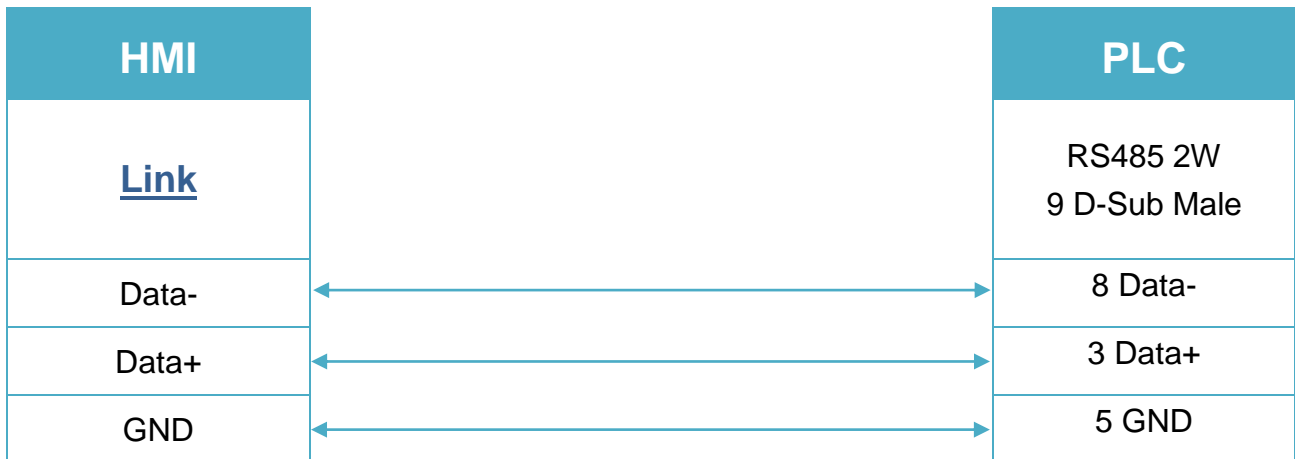 HMI
PLC
Link
RS485 2W
9 D-Sub Male
Data-
8 Data-
Data+
3 Data+
GND
5 GND